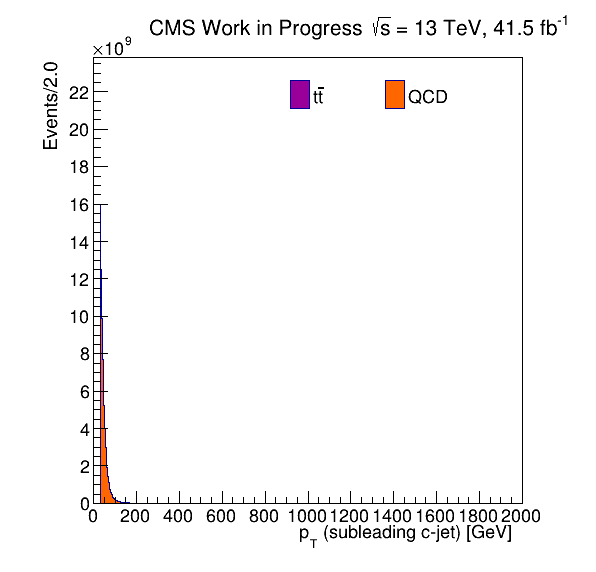 CMS Work in Progress √s = 13 TeV, 41.5 fb⁻¹
×10⁹
Events/2.0
tt̄ QCD
22
20
18
16
14
12
10
8
6
4
2
0
0 200 400 600 800 1000 1200 1400 1600 1800 2000
p_T (subleading c-jet) [GeV]